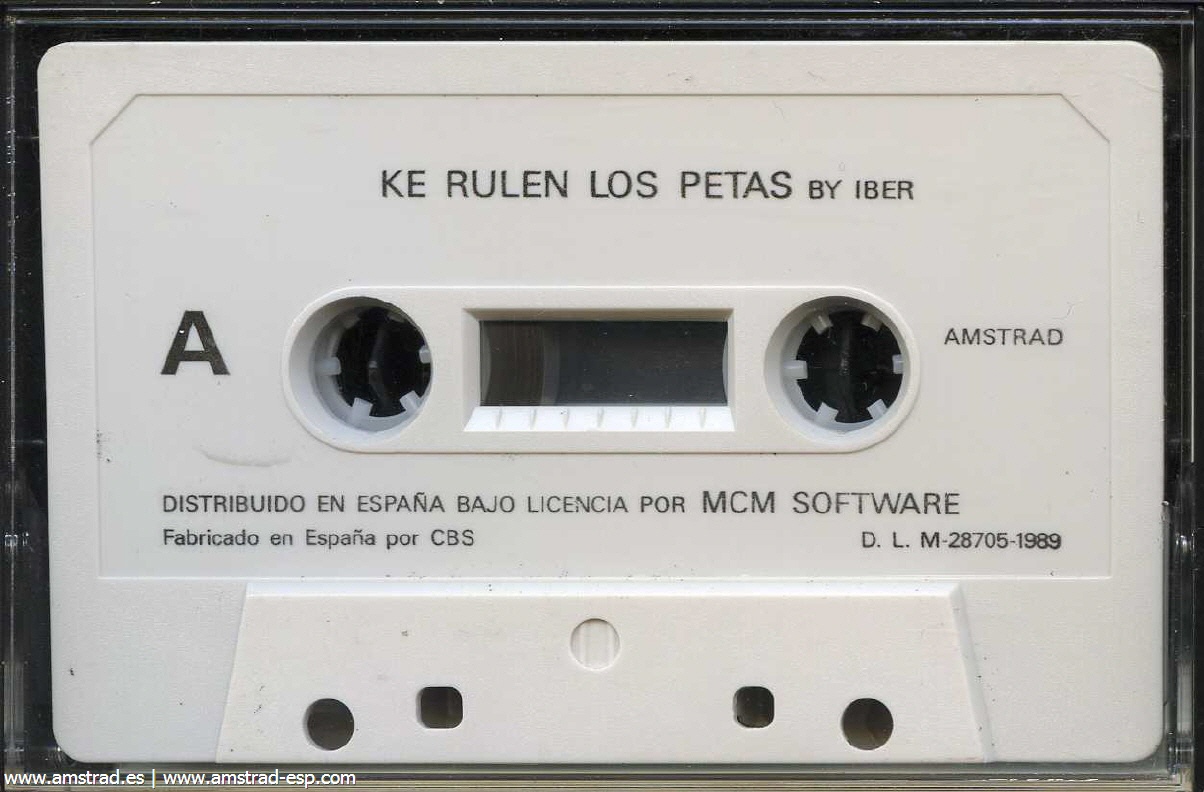 KE RULEN LOS PETAS BY IBER
A
AMSTRAD
DISTRIBUIDO EN ESPAÑA BAJO LICENCIA POR MCM SOFTWARE
Fabricado en España por CBS
D. L. M-28705-1989
www.amstrad.es | www.amstrad-esp.com